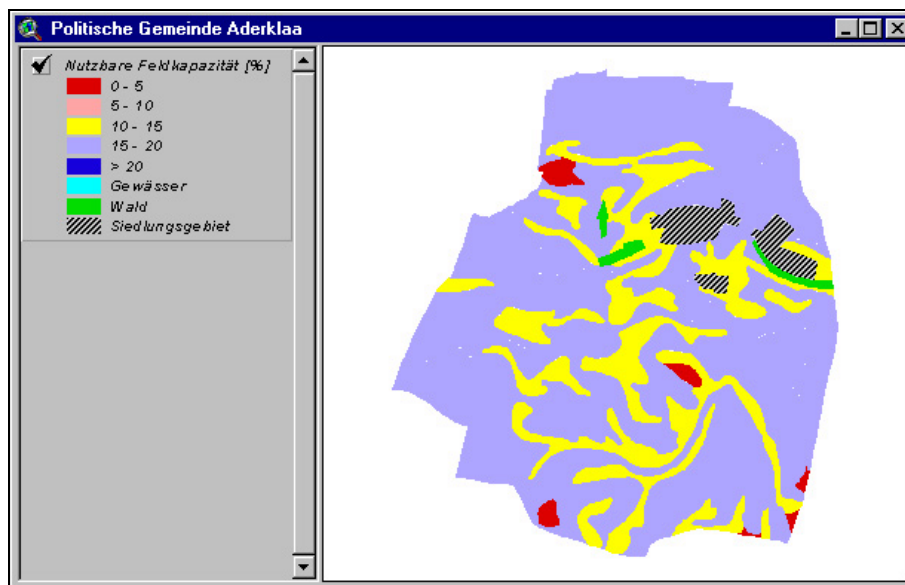 Politische Gemeinde Aderklaa
Nutzbare Feldkapazität [%]
0 - 5
5 - 10
10 - 15
15 - 20
> 20
Gewässer
Wald
Siedlungsgebiet